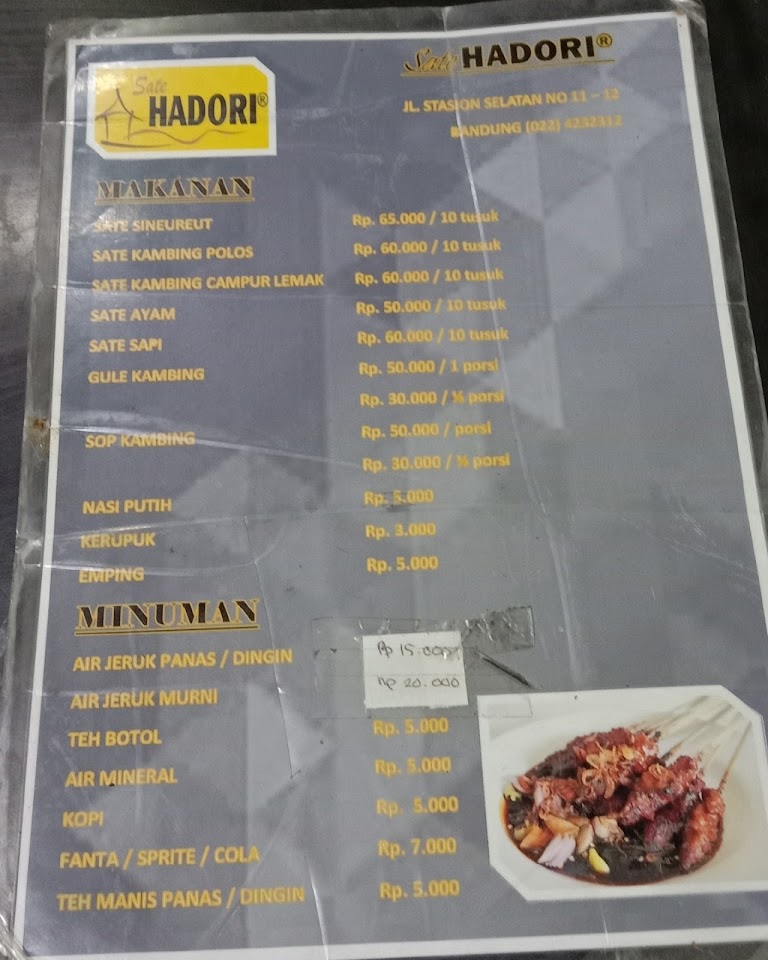 Sate
HADORI®
Sate HADORI®
JL. STASION SELATAN NO 11 – 12
BANDUNG (022) 4232312
MAKANAN
SATE SINEUREUT Rp. 65.000 / 10 tusuk
SATE KAMBING POLOS Rp. 60.000 / 10 tusuk
SATE KAMBING CAMPUR LEMAK Rp. 60.000 / 10 tusuk
SATE AYAM Rp. 50.000 / 10 tusuk
SATE SAPI Rp. 60.000 / 10 tusuk
GULE KAMBING Rp. 50.000 / 1 porsi
Rp. 30.000 / ½ porsi
SOP KAMBING Rp. 50.000 / porsi
Rp. 30.000 / ½ porsi
NASI PUTIH Rp. 5.000
KERUPUK Rp. 3.000
EMPING Rp. 5.000
MINUMAN
AIR JERUK PANAS / DINGIN Rp 15.000
AIR JERUK MURNI Rp 20.000
TEH BOTOL Rp. 5.000
AIR MINERAL Rp. 5.000
KOPI Rp. 5.000
FANTA / SPRITE / COLA Rp. 7.000
TEH MANIS PANAS / DINGIN Rp. 5.000